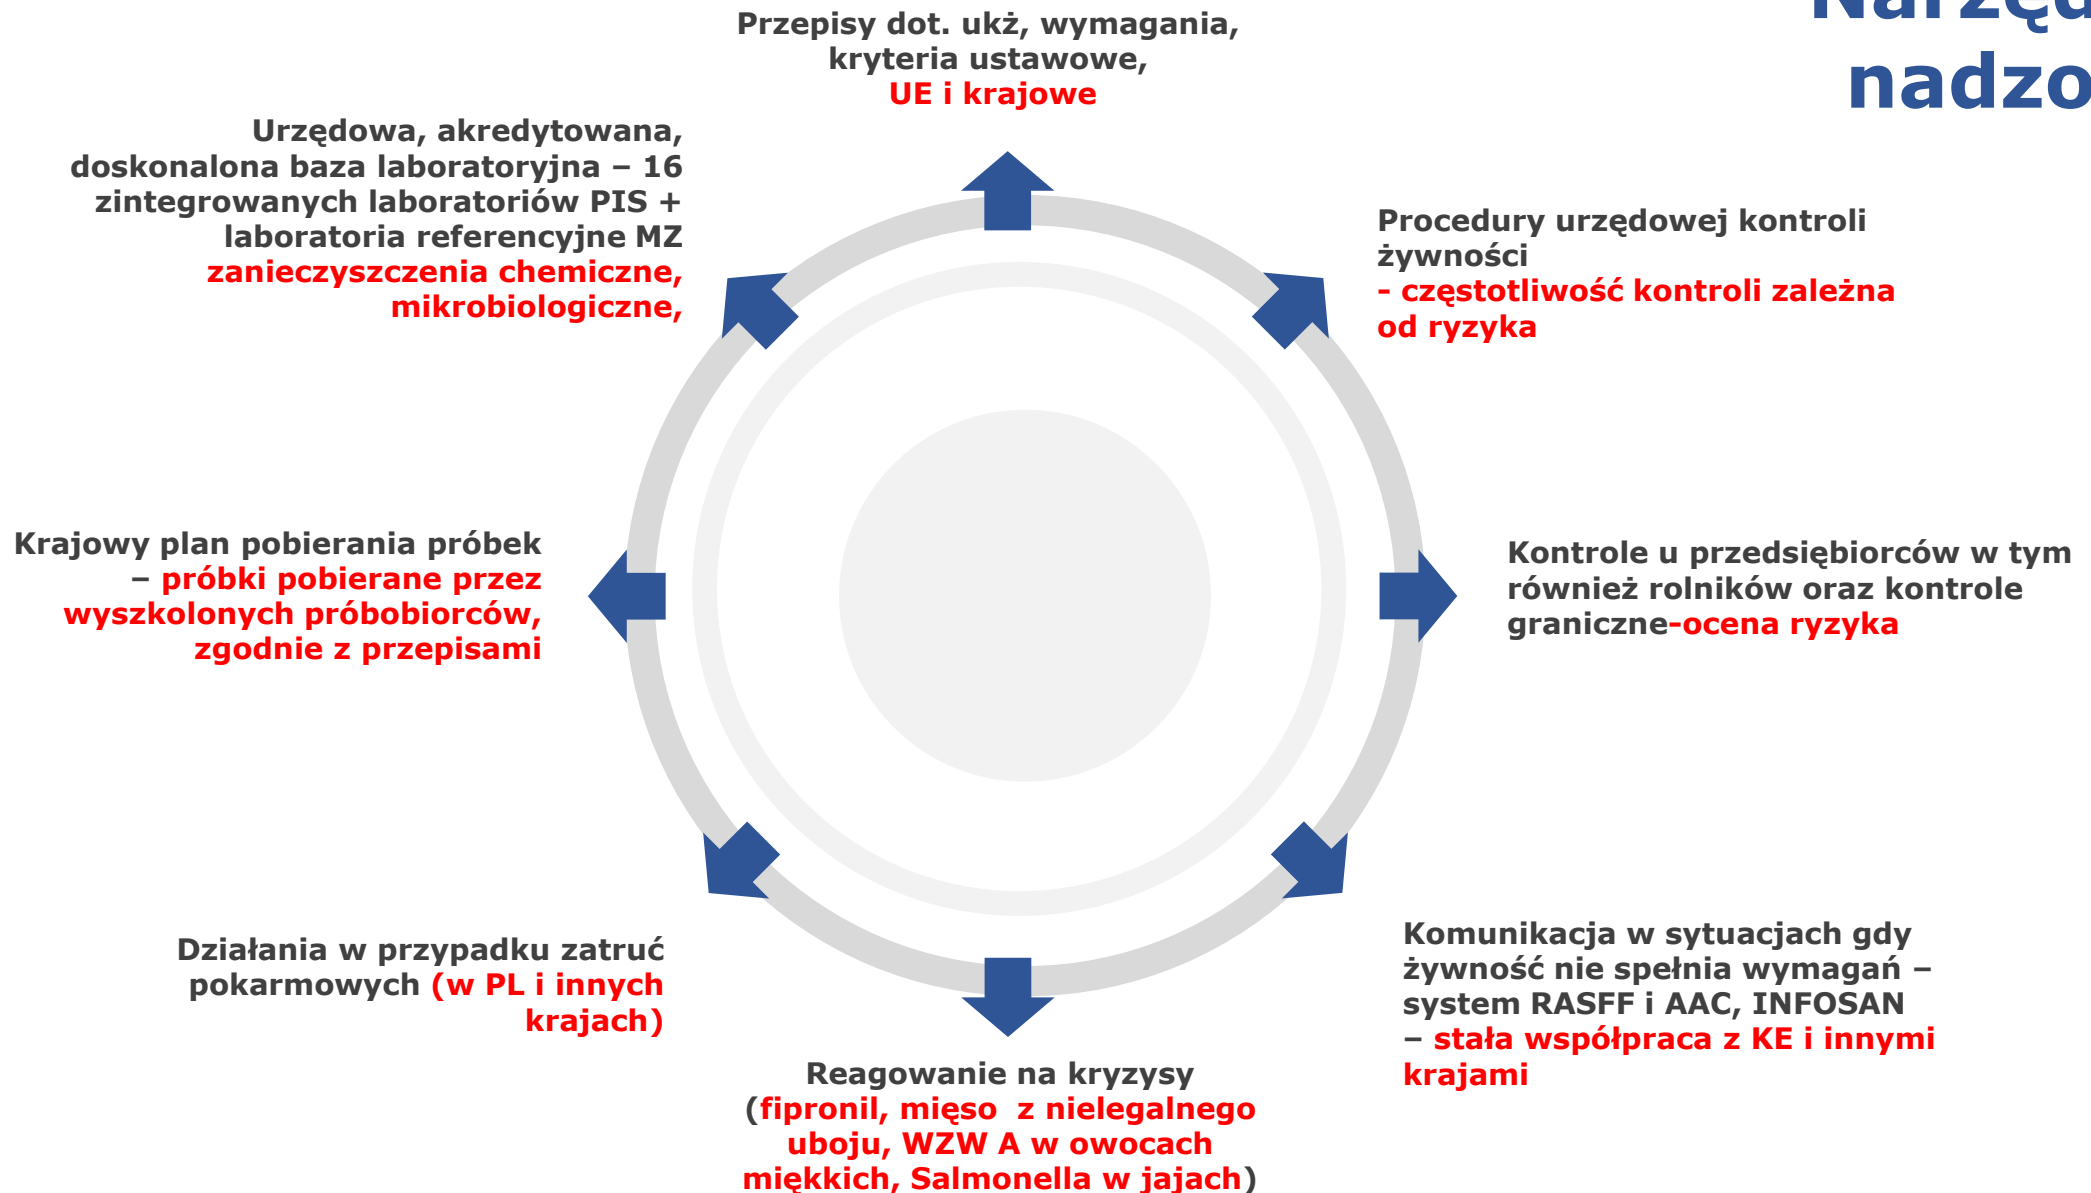 Przepisy dot. ukż, wymagania,
kryteria ustawowe,
UE i krajowe
nadzo
Procedury urzędowej kontroli
żywności
- częstotliwość kontroli zależna
od ryzyka
Kontrole u przedsiębiorców w tym
również rolników oraz kontrole
graniczne-ocena ryzyka
Komunikacja w sytuacjach gdy
żywność nie spełnia wymagań –
system RASFF i AAC, INFOSAN
– stała współpraca z KE i innymi
krajami
Reagowanie na kryzysy
(fipronil, mięso  z nielegalnego
uboju, WZW A w owocach
miękkich, Salmonella w jajach)
Działania w przypadku zatruć
pokarmowych (w PL i innych
krajach)
Krajowy plan pobierania próbek
– próbki pobierane przez
wyszkolonych próbobiorców,
zgodnie z przepisami
Urzędowa, akredytowana,
doskonalona baza laboratoryjna – 16
zintegrowanych laboratoriów PIS +
laboratoria referencyjne MZ
zanieczyszczenia chemiczne,
mikrobiologiczne,